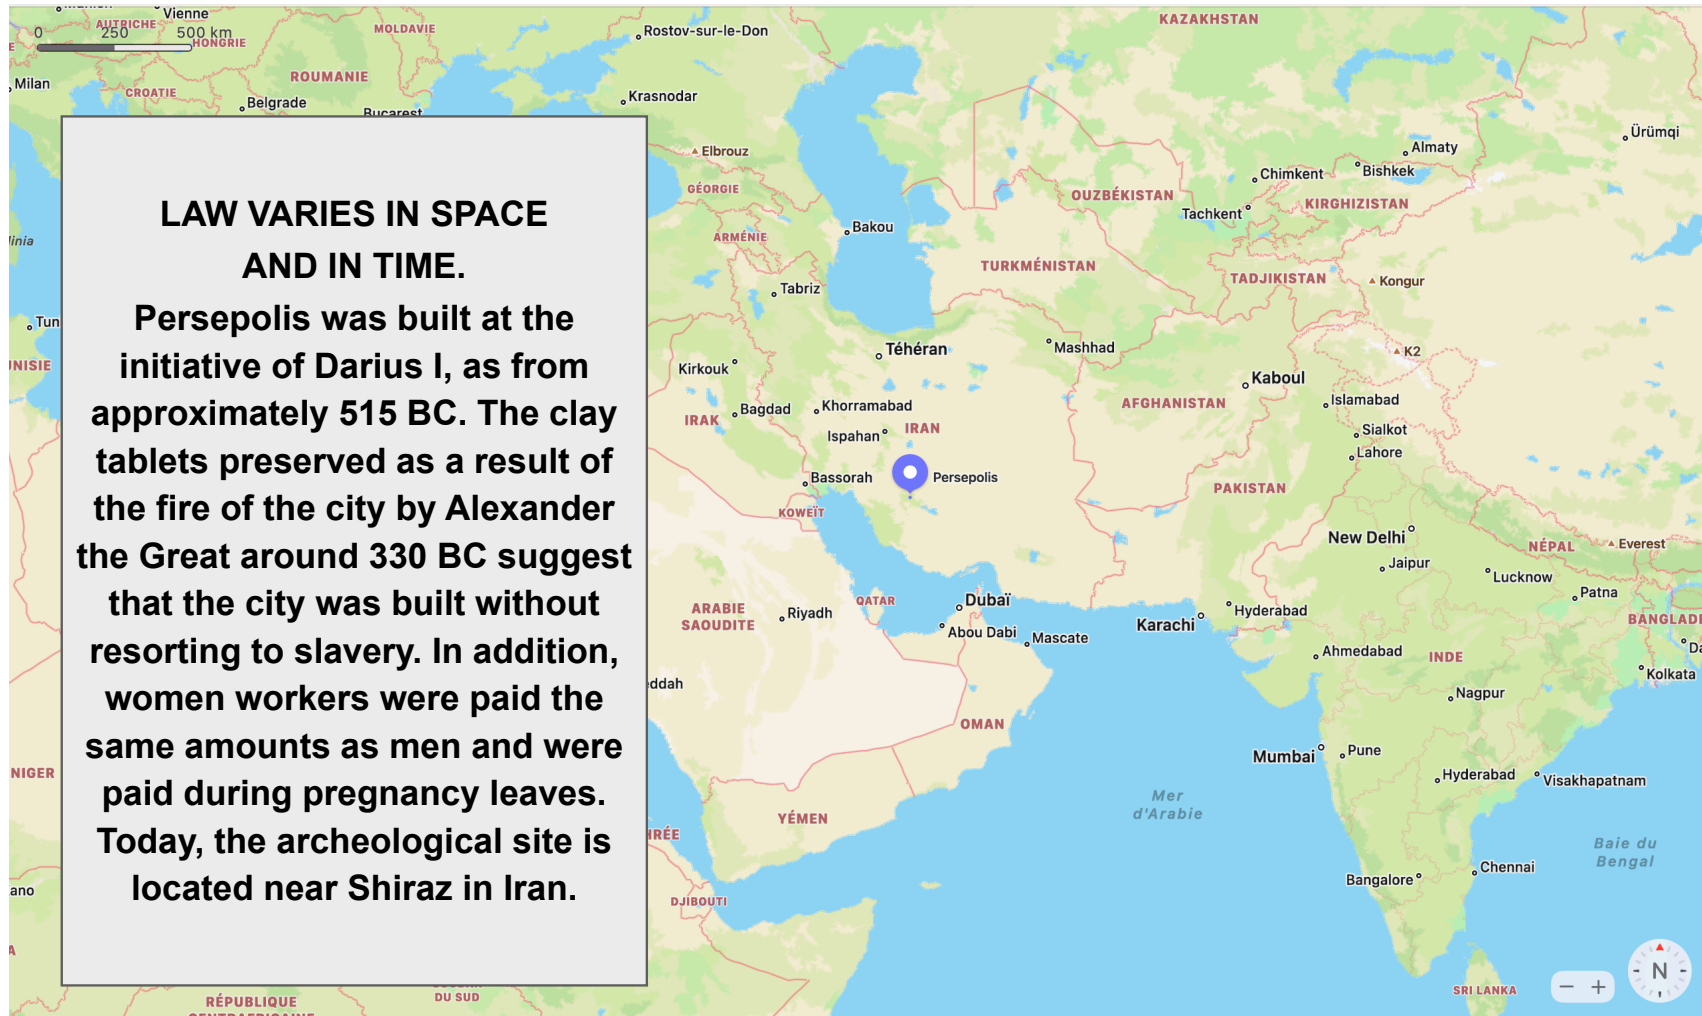 Vienne
AUTRICHE
0 250 500 km
HONGRIE
MOLDAVIE
Rostov-sur-le-Don
KAZAKHSTAN
Milan
CROATIE
ROUMANIE
Belgrade
Bucarest
Krasnodar
Elbrouz
GÉORGIE
ARMÉNIE
Bakou
Tabriz
OUZBÉKISTAN
Tachkent
Chimkent
Bishkek
Almaty
Ürümqi
KIRGHIZISTAN
TURKMÉNISTAN
TADJIKISTAN
Kongur
LAW VARIES IN SPACE
AND IN TIME.
Persepolis was built at the
initiative of Darius I, as from
approximately 515 BC. The clay
tablets preserved as a result of
the fire of the city by Alexander
the Great around 330 BC suggest
that the city was built without
resorting to slavery. In addition,
women workers were paid the
same amounts as men and were
paid during pregnancy leaves.
Today, the archeological site is
located near Shiraz in Iran.
Téhéran
Mashhad
K2
Kirkouk
Kaboul
Islamabad
Bagdad
Khorramabad
AFGHANISTAN
IRAK
Ispahan
IRAN
Sialkot
Lahore
Bassorah
Persepolis
PAKISTAN
KOWEÏT
New Delhi
NÉPAL
Everest
Jaipur
Lucknow
Patna
ARABIE
SAOUDITE
Riyadh
QATAR
Dubaï
Abou Dabi
Mascate
Karachi
Hyderabad
Ahmedabad
INDE
Kolkata
Nagpur
OMAN
Mumbai
Pune
Hyderabad
Visakhapatnam
NIGER
Mer
d'Arabie
YÉMEN
Baie du
Bengal
Chennai
Bangalore
DJIBOUTI
SRI LANKA
N
− +
DU SUD
RÉPUBLIQUE
CENTRAFRICAINE